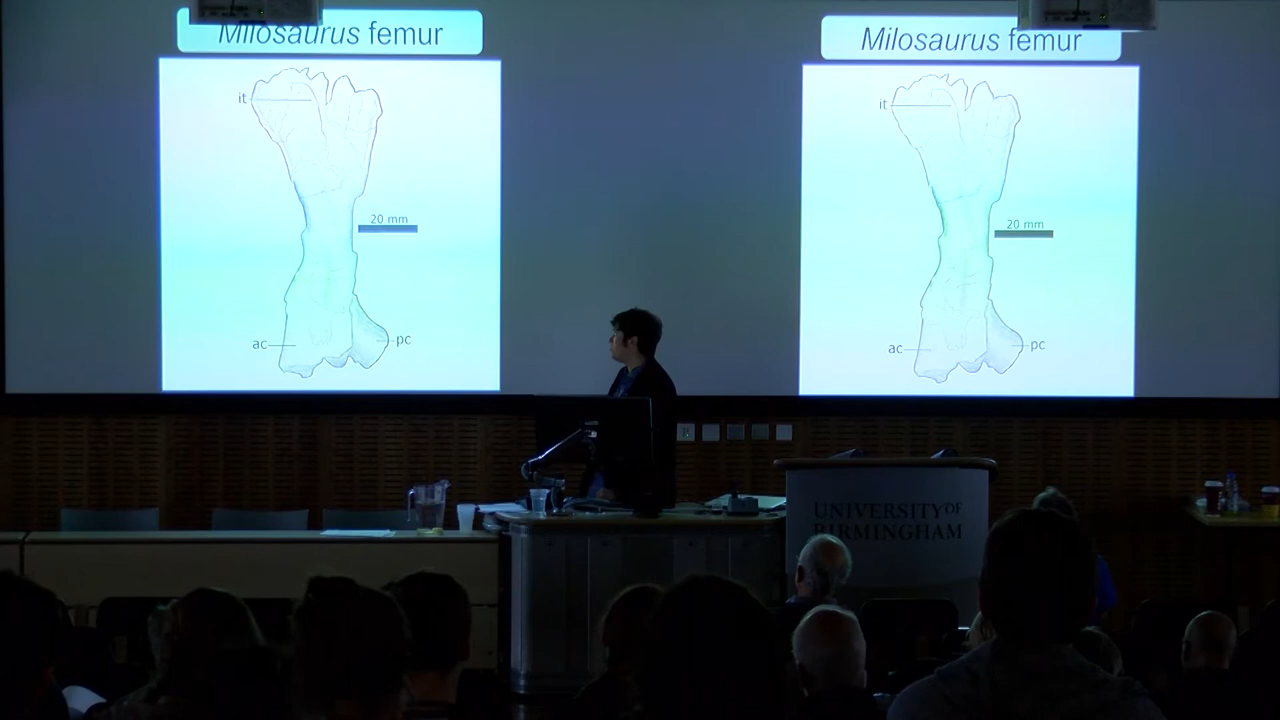 Milosaurus femur
it
20 mm
ac
pc
Milosaurus femur
it
20 mm
ac
pc
UNIVERSITY OF
BIRMINGHAM